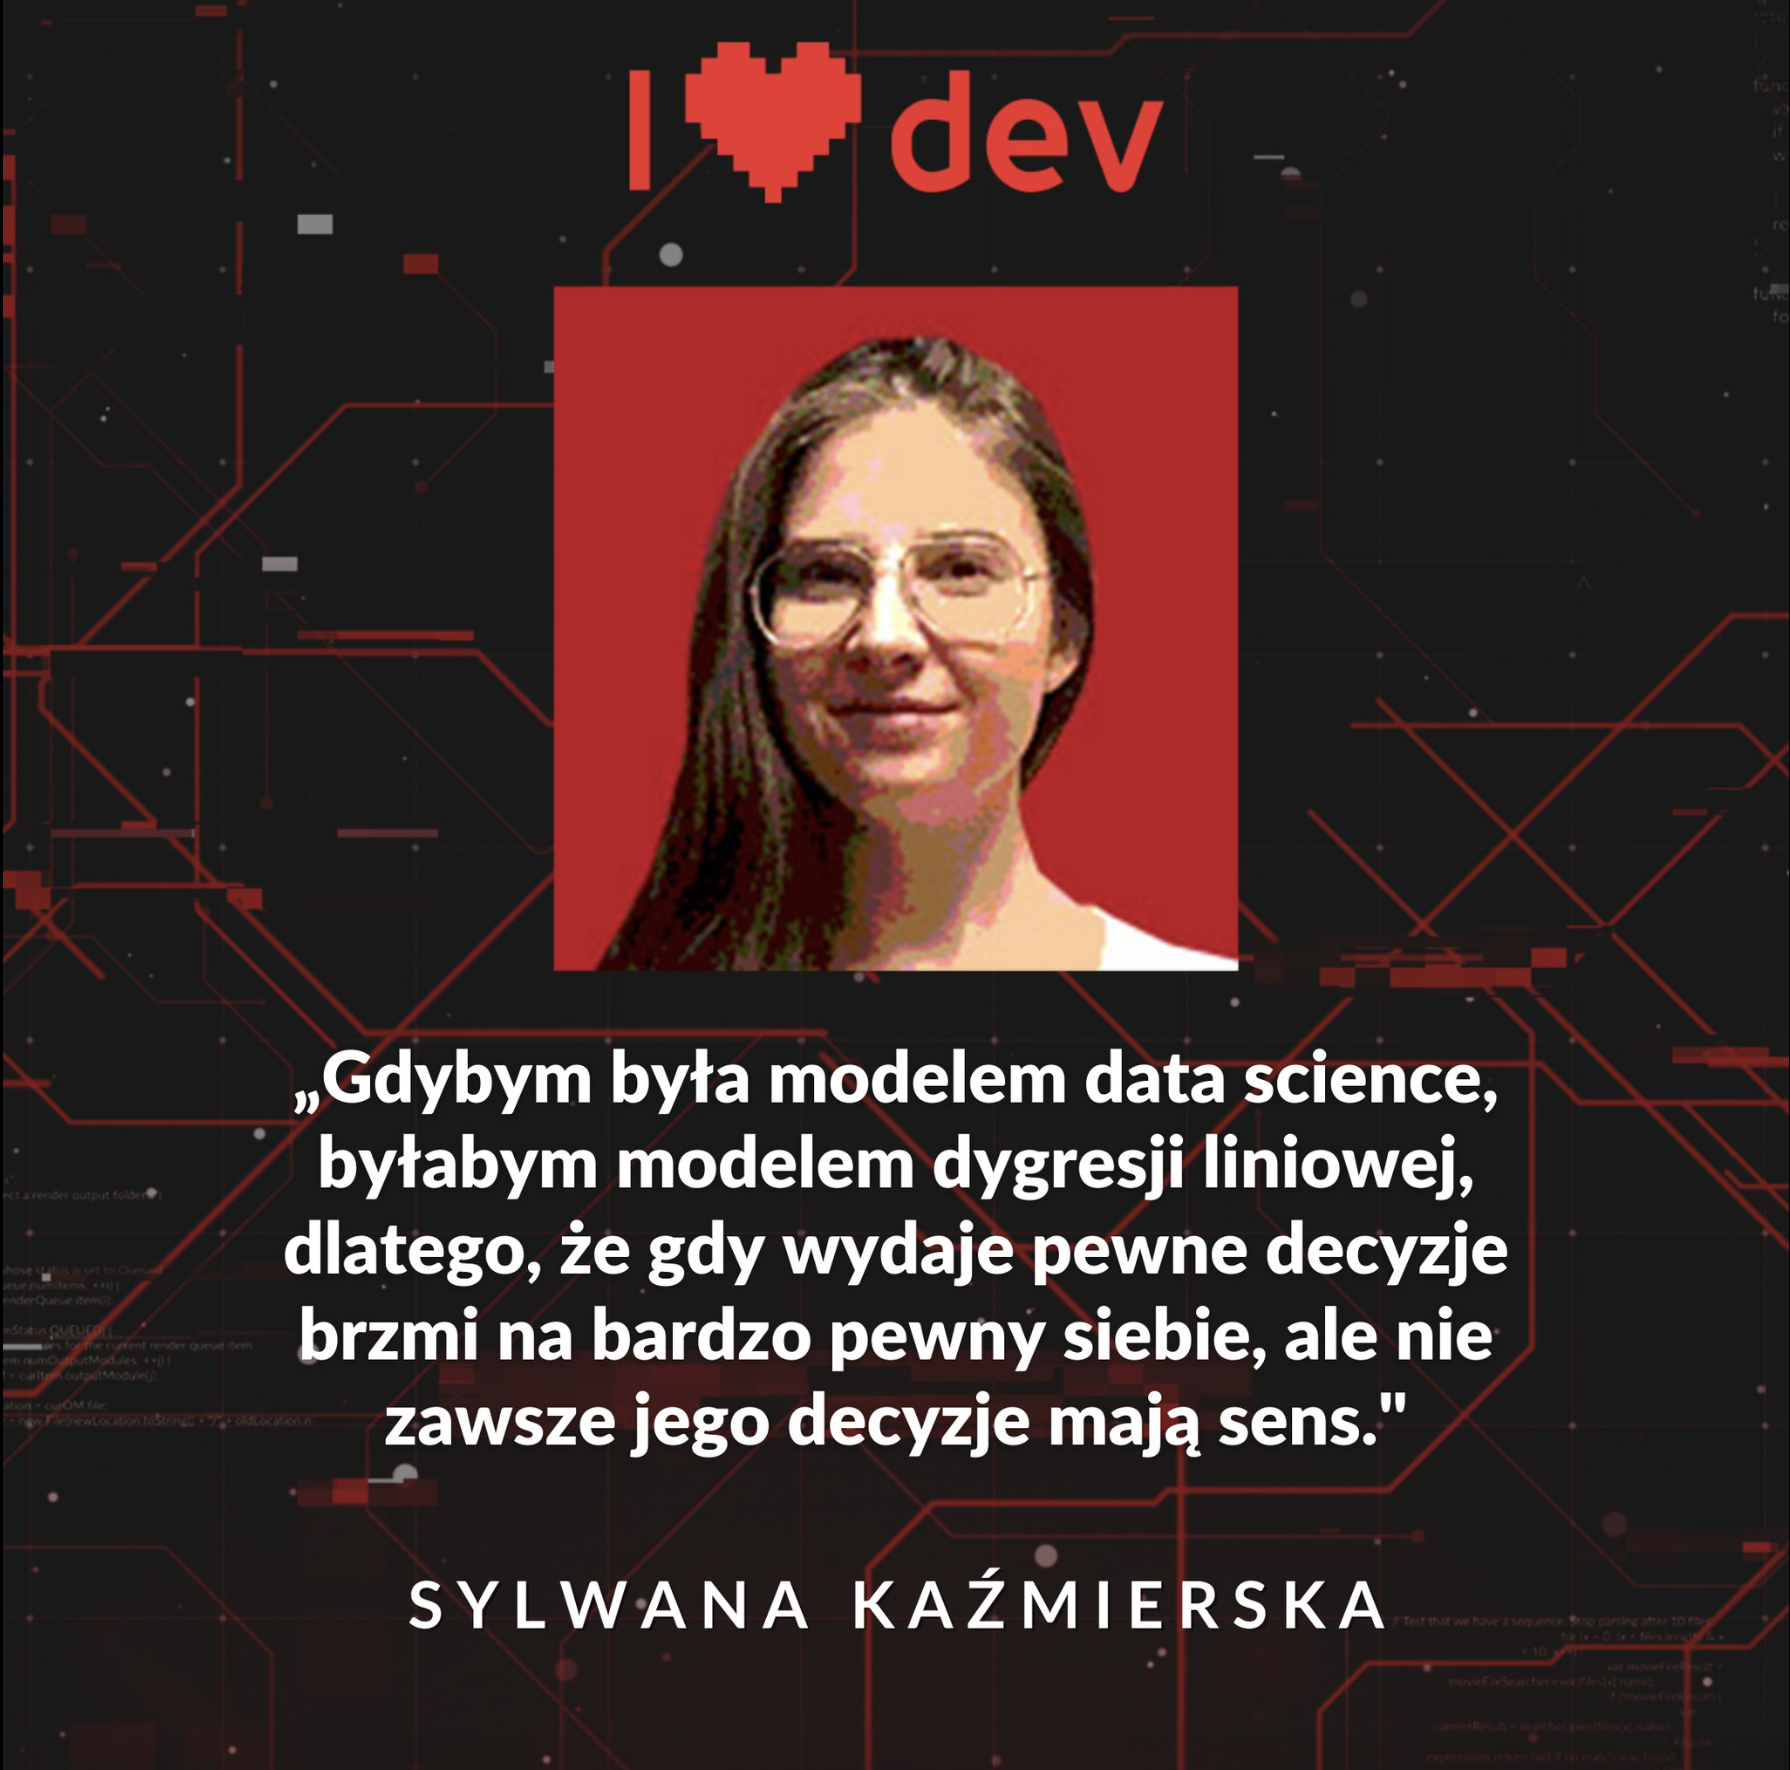 I ♥ dev
„Gdybym była modelem data science,
byłabym modelem dygresji liniowej,
dlatego, że gdy wydaje pewne decyzje
brzmi na bardzo pewny siebie, ale nie
zawsze jego decyzje mają sens."
SYLWANA KAŹMIERSKA